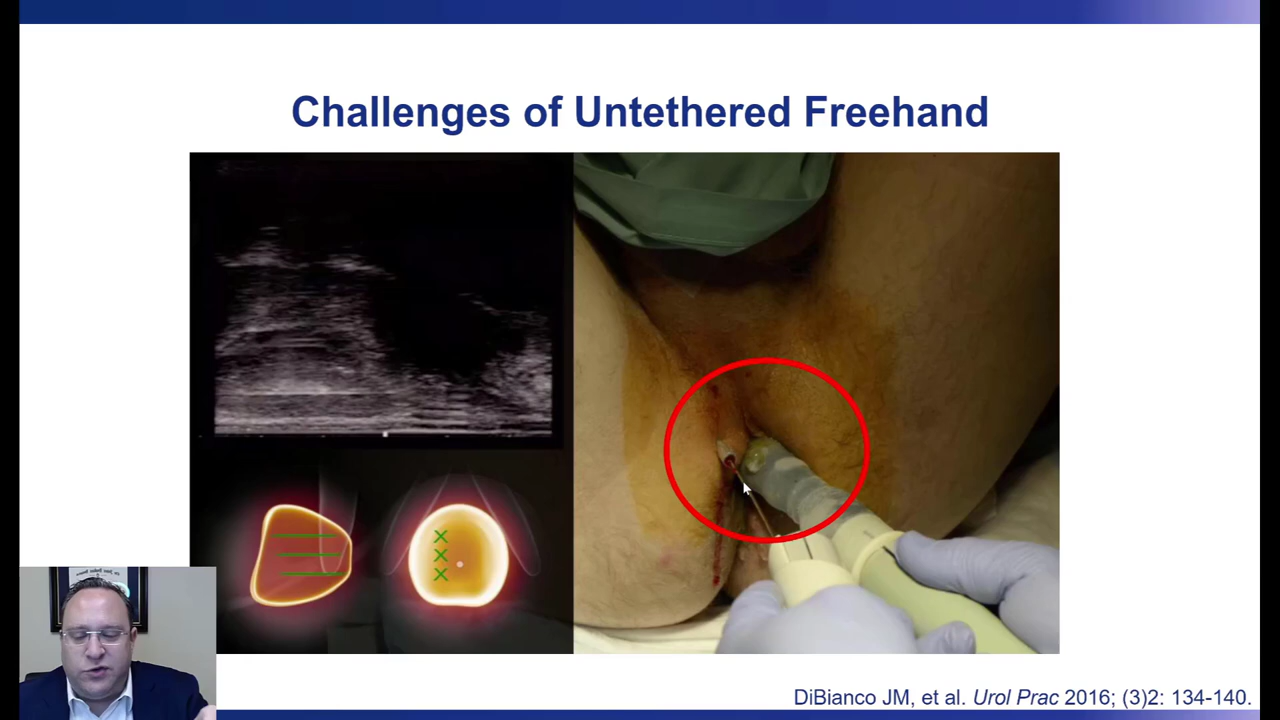 Challenges of Untethered Freehand
DiBianco JM, et al. Urol Prac 2016; (3)2: 134-140.